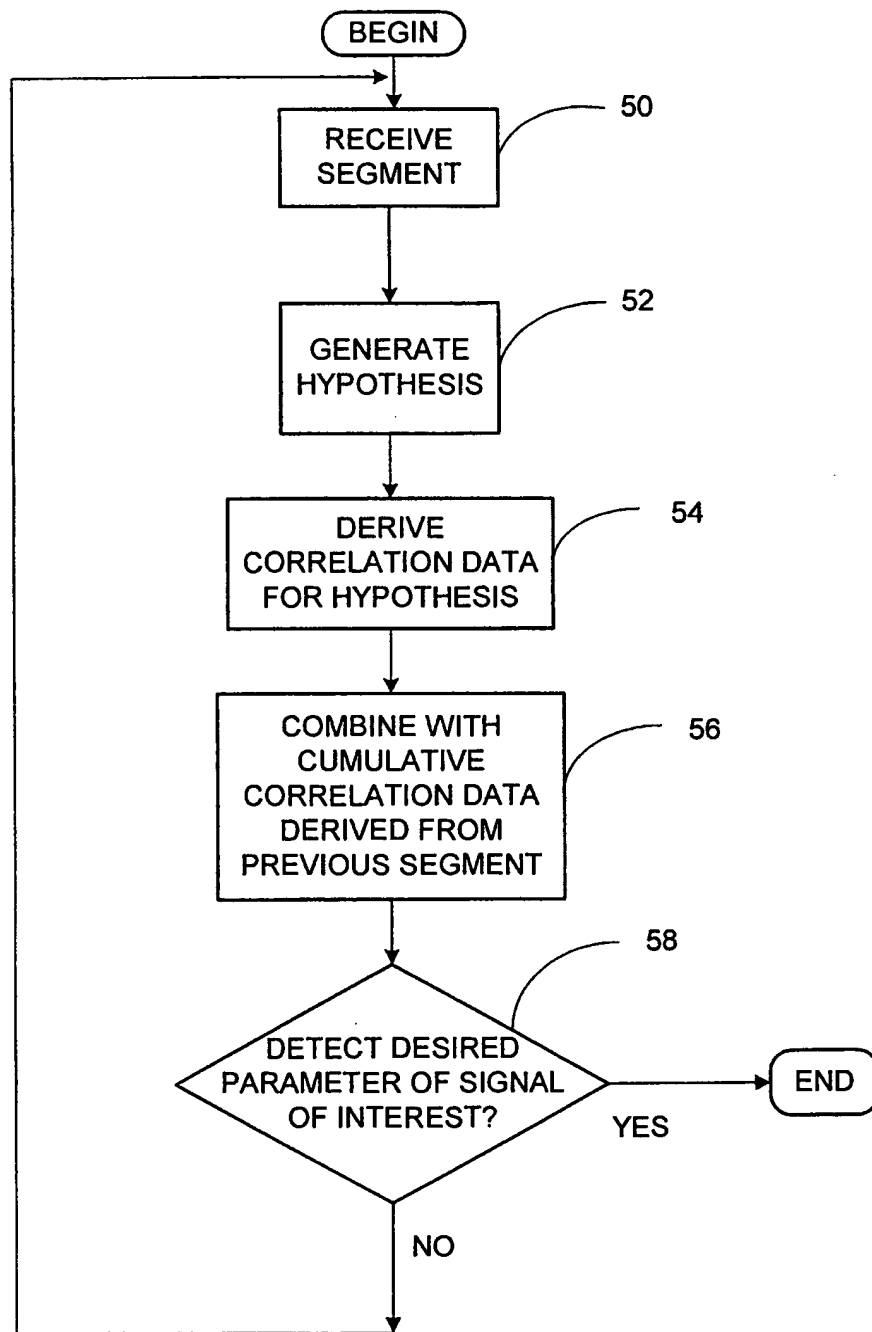 BEGIN
RECEIVE
SEGMENT
50
GENERATE
HYPOTHESIS
52
DERIVE
CORRELATION DATA
FOR HYPOTHESIS
54
COMBINE WITH
CUMULATIVE
CORRELATION DATA
DERIVED FROM
PREVIOUS SEGMENT
56
DETECT DESIRED
PARAMETER OF SIGNAL
OF INTEREST?
58
YES
END
NO